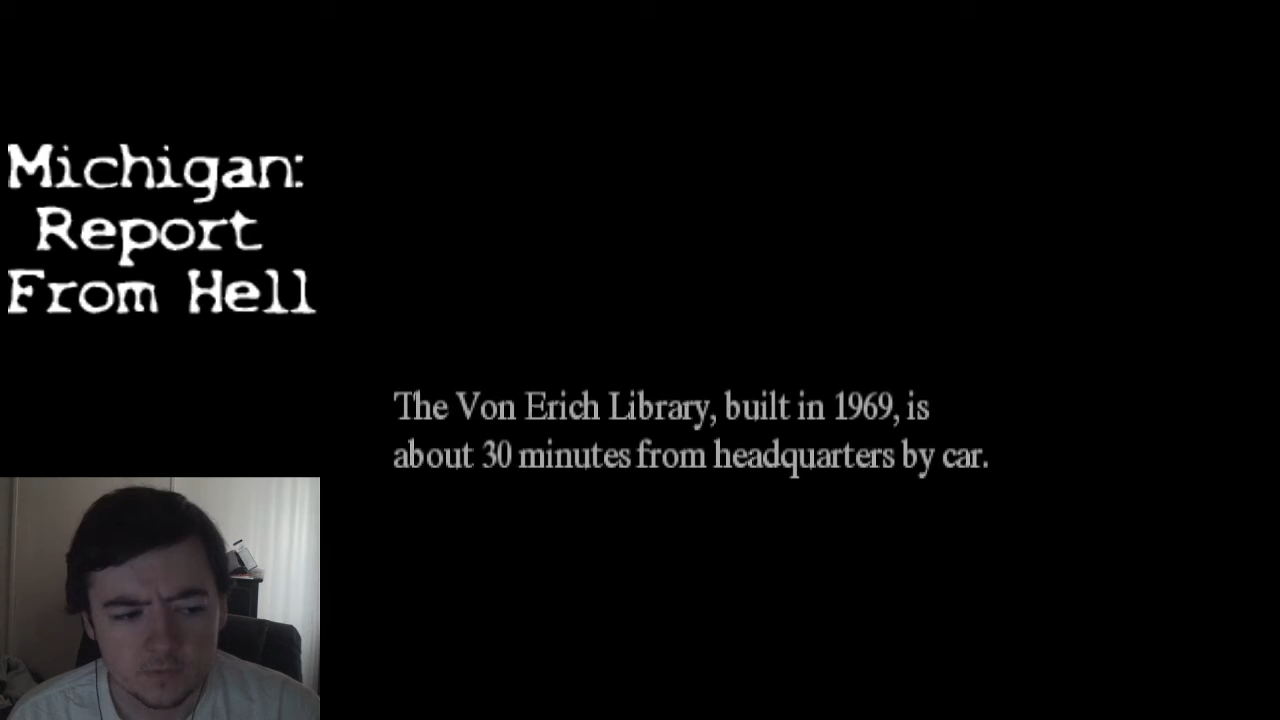 Michigan:
Report
From Hell
The Von Erich Library, built in 1969, is
about 30 minutes from headquarters by car.